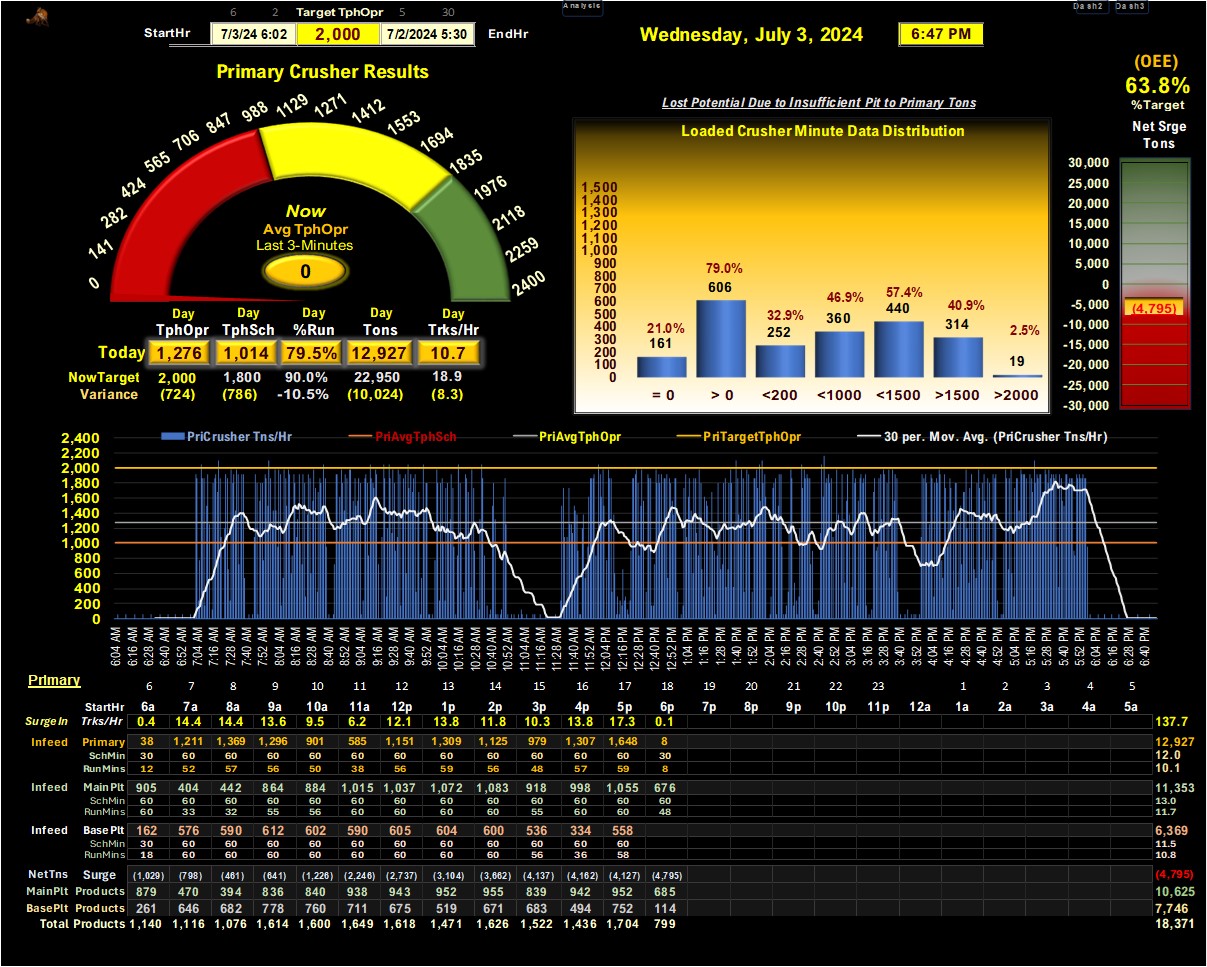 6 2 Target TphOpr 5 30 Analysis Dash2 Dash3
StartHr 7/3/24 6:02 2,000 7/2/2024 5:30 EndHr Wednesday, July 3, 2024 6:47 PM
Primary Crusher Results
0 141 282 424 565 706 847 988 1129 1271 1412 1553 1694 1835 1976 2118 2259 2400
Now
Avg TphOpr
Last 3-Minutes
0
Day Day Day Day Day
TphOpr TphSch %Run Tons Trks/Hr
Today 1,276 1,014 79.5% 12,927 10.7
NowTarget 2,000 1,800 90.0% 22,950 18.9
Variance (724) (786) -10.5% (10,024) (8.3)
Lost Potential Due to Insufficient Pit to Primary Tons
Loaded Crusher Minute Data Distribution
1,500
1,400
1,300
1,200
1,100
1,000
900
800
700
600
500
400
300
200
100
0
21.0% 79.0% 32.9% 46.9% 57.4% 40.9% 2.5%
161 606 252 360 440 314 19
= 0 > 0 <200 <1000 <1500 >1500 >2000
(OEE)
63.8%
%Target
Net Srge
Tons
30,000
25,000
20,000
15,000
10,000
5,000
0
-5,000
-10,000
-15,000
-20,000
-25,000
-30,000
(4,795)
PriCrusher Tns/Hr PriAvgTphSch PriAvgTphOpr PriTargetTphOpr 30 per. Mov. Avg. (PriCrusher Tns/Hr)
2,400
2,200
2,000
1,800
1,600
1,400
1,200
1,000
800
600
400
200
0
6:04 AM 6:16 AM 6:28 AM 6:40 AM 6:52 AM 7:04 AM 7:16 AM 7:28 AM 7:40 AM 7:52 AM 8:04 AM 8:16 AM 8:28 AM 8:40 AM 8:52 AM 9:04 AM 9:16 AM 9:28 AM 9:40 AM 9:52 AM 10:04 AM 10:16 AM 10:28 AM 10:40 AM 10:52 AM 11:04 AM 11:16 AM 11:28 AM 11:40 AM 11:52 AM 12:04 PM 12:16 PM 12:28 PM 12:40 PM 12:52 PM 1:04 PM 1:16 PM 1:28 PM 1:40 PM 1:52 PM 2:04 PM 2:16 PM 2:28 PM 2:40 PM 2:52 PM 3:04 PM 3:16 PM 3:28 PM 3:40 PM 3:52 PM 4:04 PM 4:16 PM 4:28 PM 4:40 PM 4:52 PM 5:04 PM 5:16 PM 5:28 PM 5:40 PM 5:52 PM 6:04 PM 6:16 PM 6:28 PM 6:40 PM
Primary
6 7 8 9 10 11 12 13 14 15 16 17 18 19 20 21 22 23 1 2 3 4 5
StartHr 6a 7a 8a 9a 10a 11a 12p 1p 2p 3p 4p 5p 6p 7p 8p 9p 10p 11p 12a 1a 2a 3a 4a 5a
SurgeIn Trks/Hr 0.4 14.4 14.4 13.6 9.5 6.2 12.1 13.8 11.8 10.3 13.8 17.3 0.1 137.7
Infeed Primary 38 1,211 1,369 1,296 901 585 1,151 1,309 1,125 979 1,307 1,648 8 12,927
SchMin 30 60 60 60 60 60 60 60 60 60 60 60 30 12.0
RunMins 12 52 57 56 50 38 56 59 56 48 57 59 8 10.1
Infeed MainPlt 905 404 442 864 884 1,015 1,037 1,072 1,083 918 998 1,055 676 11,353
SchMin 60 60 60 60 60 60 60 60 60 60 60 60 60 13.0
RunMins 60 33 32 55 56 60 60 60 60 55 60 60 48 11.7
Infeed Base Plt 162 576 590 612 602 590 605 604 600 536 334 558 6,369
SchMin 30 60 60 60 60 60 60 60 60 60 60 60 11.5
RunMins 18 60 60 60 60 60 60 60 60 56 36 58 10.8
NetTns Surge (1,029) (798) (461) (641) (1,226) (2,246) (2,737) (3,104) (3,662) (4,137) (4,162) (4,127) (4,795) (4,795)
MainPlt Products 879 470 394 836 840 938 943 952 955 839 942 952 685 10,625
BasePlt Products 261 646 682 778 760 711 675 519 671 683 494 752 114 7,746
Total Products 1,140 1,116 1,076 1,614 1,600 1,649 1,618 1,471 1,626 1,522 1,436 1,704 799 18,371